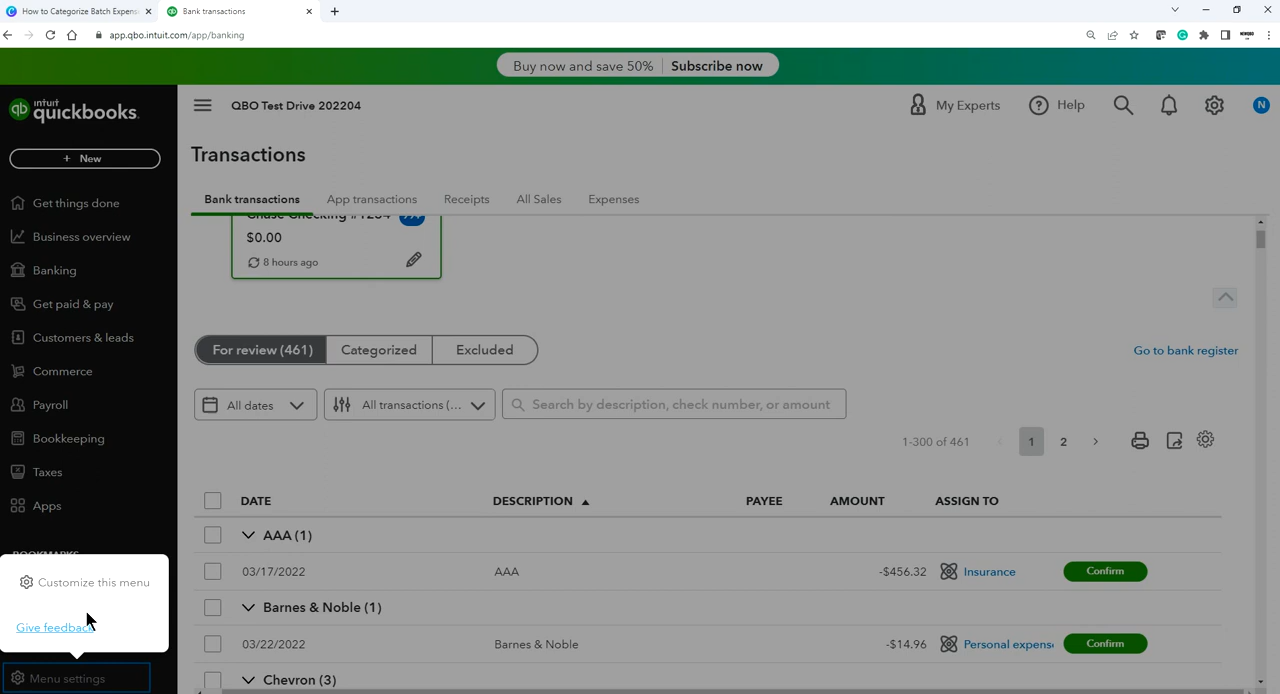 How to Categorize Batch Expens
Bank transactions
app.qbo.intuit.com/app/banking
Buy now and save 50%
Subscribe now
intuit
quickbooks.
QBO Test Drive 202204
My Experts
Help
N
+ New
Transactions
Get things done
Business overview
Banking
Get paid & pay
Customers & leads
Commerce
Payroll
Bookkeeping
Taxes
Apps
BOOKMARKS
Customize this menu
Give feedback
Menu settings
Bank transactions
App transactions
Receipts
All Sales
Expenses
Chase Checking #1234
$0.00
8 hours ago
For review (461)
Categorized
Excluded
Go to bank register
All dates
All transactions (...
Search by description, check number, or amount
1-300 of 461
1
2
DATE DESCRIPTION PAYEE AMOUNT ASSIGN TO
AAA (1)
03/17/2022 AAA -$456.32 Insurance Confirm
Barnes & Noble (1)
03/22/2022 Barnes & Noble -$14.96 Personal expens Confirm
Chevron (3)